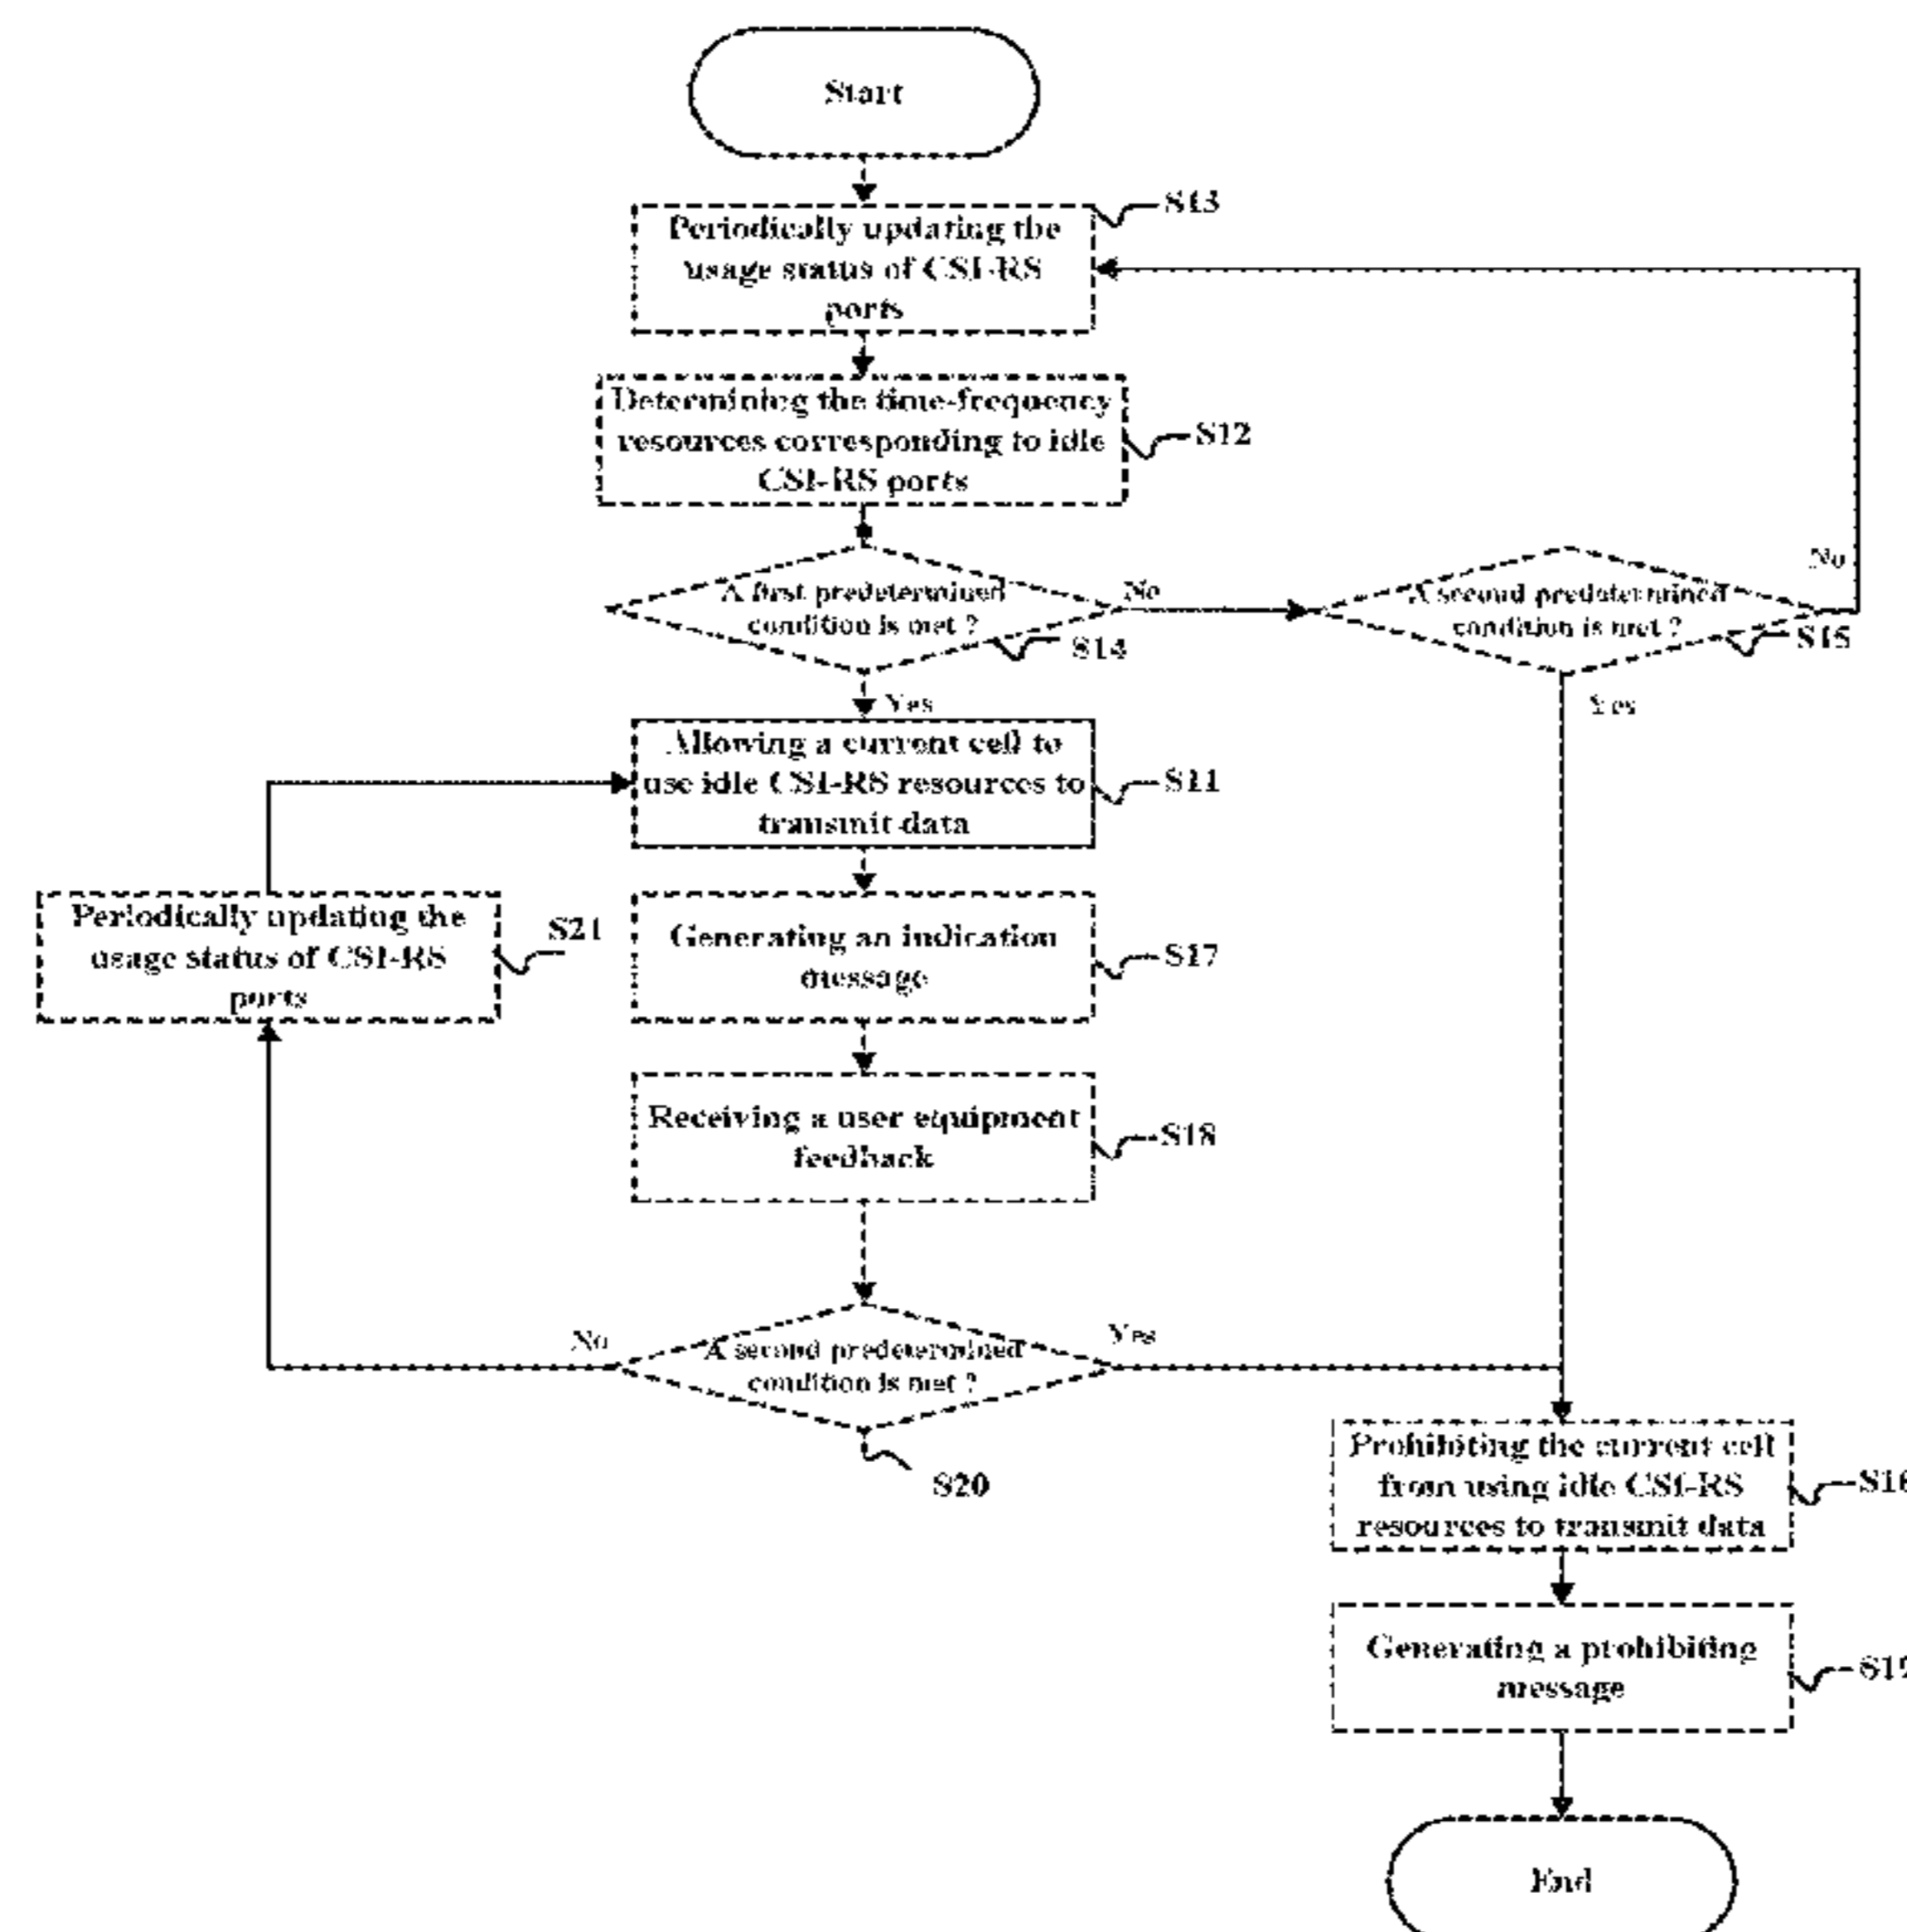 Start
S13
Periodically updating the
usage status of CSI-RS
ports
Determining the time-frequency
resources corresponding to idle
CSI-RS ports
S12
A first predetermined
condition is met ?
No
S14
A second predetermined
condition is met ?
No
S15
Yes
Yes
Allowing a current cell to
use idle CSI-RS resources to
transmit data
S11
Periodically updating the
usage status of CSI-RS
ports
S21
Generating an indication
message
S17
Receiving a user equipment
feedback
S18
No
A second predetermined
condition is met ?
Yes
S20
Prohibiting the current cell
from using idle CSI-RS
resources to transmit data
S16
Generating a prohibiting
message
S19
End